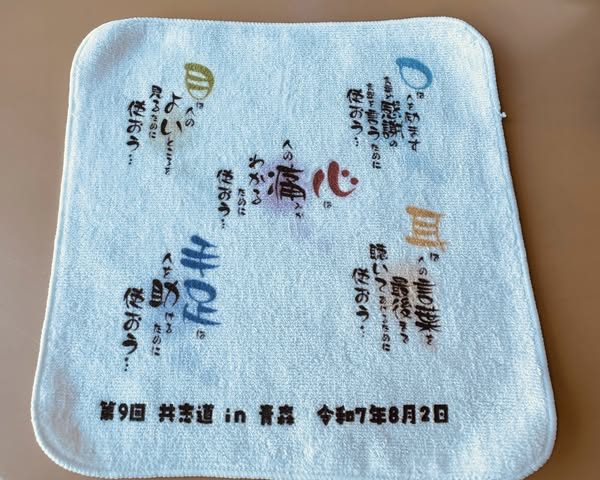 口は
人を励ます
言葉や感謝の
言葉を言うために
使おう…
目は
人の
よいところを
見るために
使おう…
心は
人の痛みが
わかる
ために
使おう…
耳は
人の言葉を
最後まで
聴いてあげるために
使おう…
手足は
人を助けるために
使おう…
第9回 共志道 in 青森 令和7年8月2日